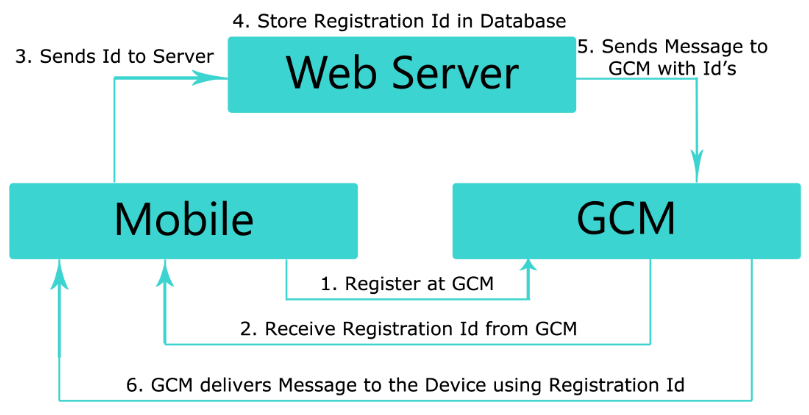 4. Store Registration Id in Database
3. Sends Id to Server
Web Server
5. Sends Message to
GCM with Id’s
Mobile
GCM
1. Register at GCM
2. Receive Registration Id from GCM
6. GCM delivers Message to the Device using Registration Id